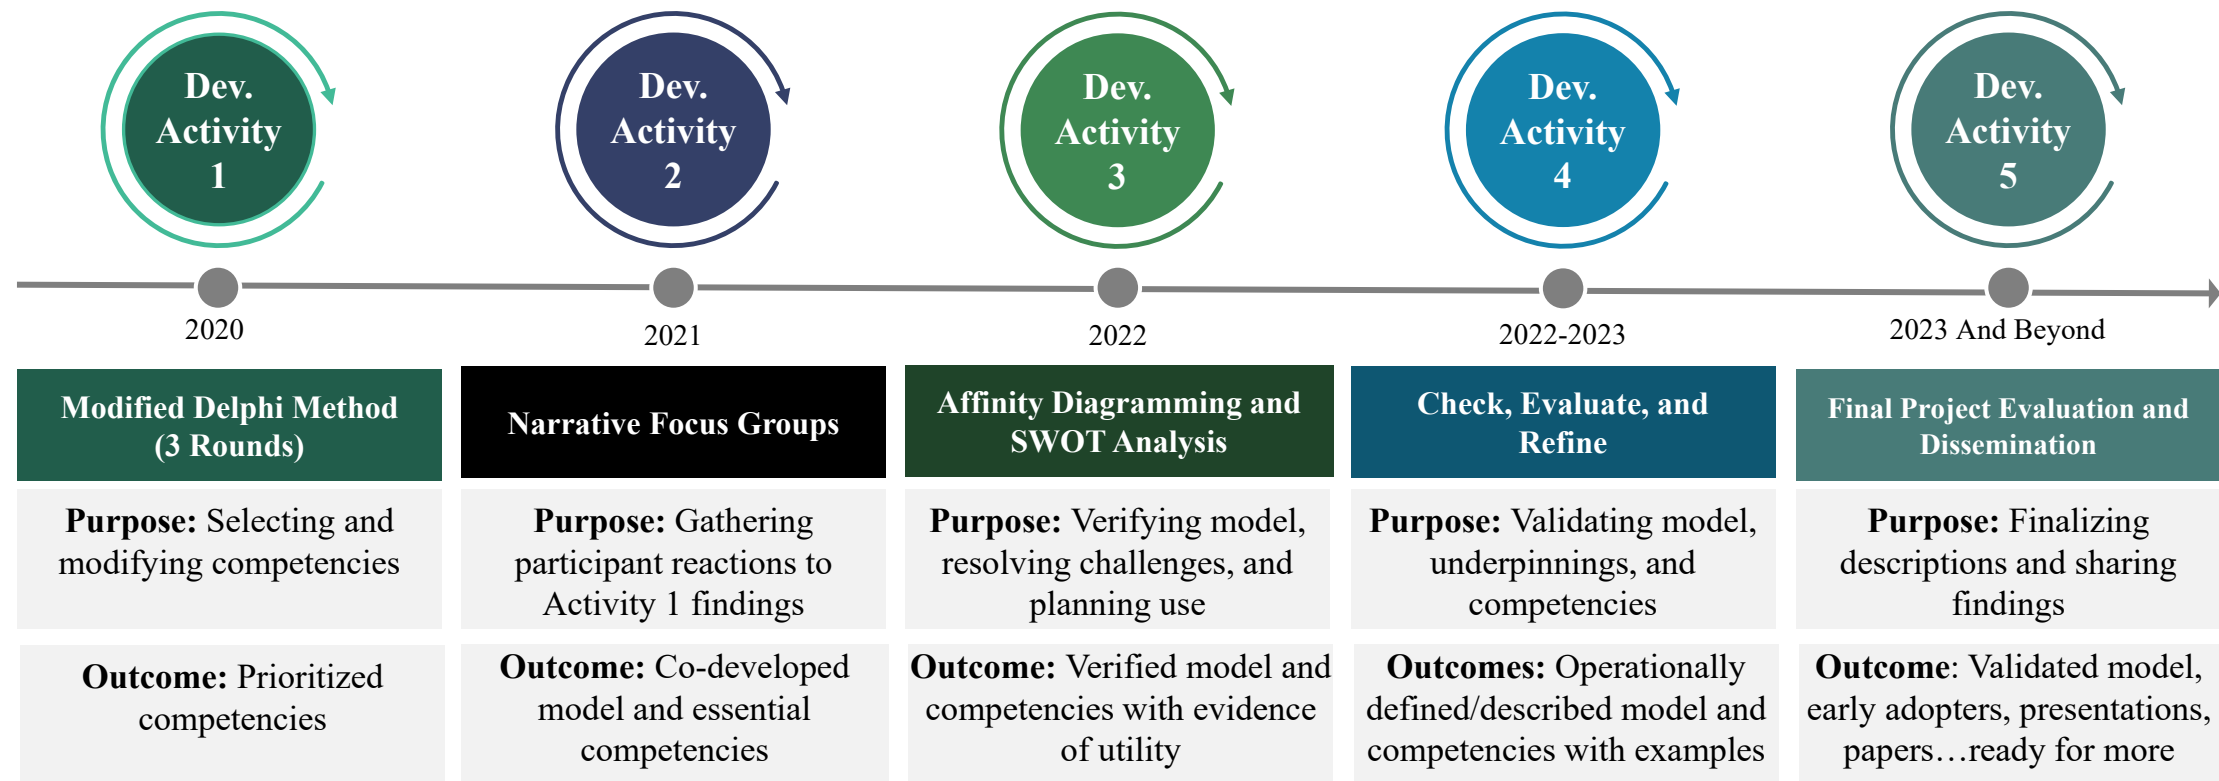 Dev.
Activity
1
Dev.
Activity
2
Dev.
Activity
3
Dev.
Activity
4
Dev.
Activity
5
2020
2021
2022
2022-2023
2023 And Beyond
Modified Delphi Method
(3 Rounds)
Narrative Focus Groups
Affinity Diagramming and
SWOT Analysis
Check, Evaluate, and
Refine
Final Project Evaluation and
Dissemination
Purpose: Selecting and
modifying competencies
Purpose: Gathering
participant reactions to
Activity 1 findings
Purpose: Verifying model,
resolving challenges, and
planning use
Purpose: Validating model,
underpinnings, and
competencies
Purpose: Finalizing
descriptions and sharing
findings
Outcome: Prioritized
competencies
Outcome: Co-developed
model and essential
competencies
Outcome: Verified model and
competencies with evidence
of utility
Outcomes: Operationally
defined/described model and
competencies with examples
Outcome: Validated model,
early adopters, presentations,
papers…ready for more